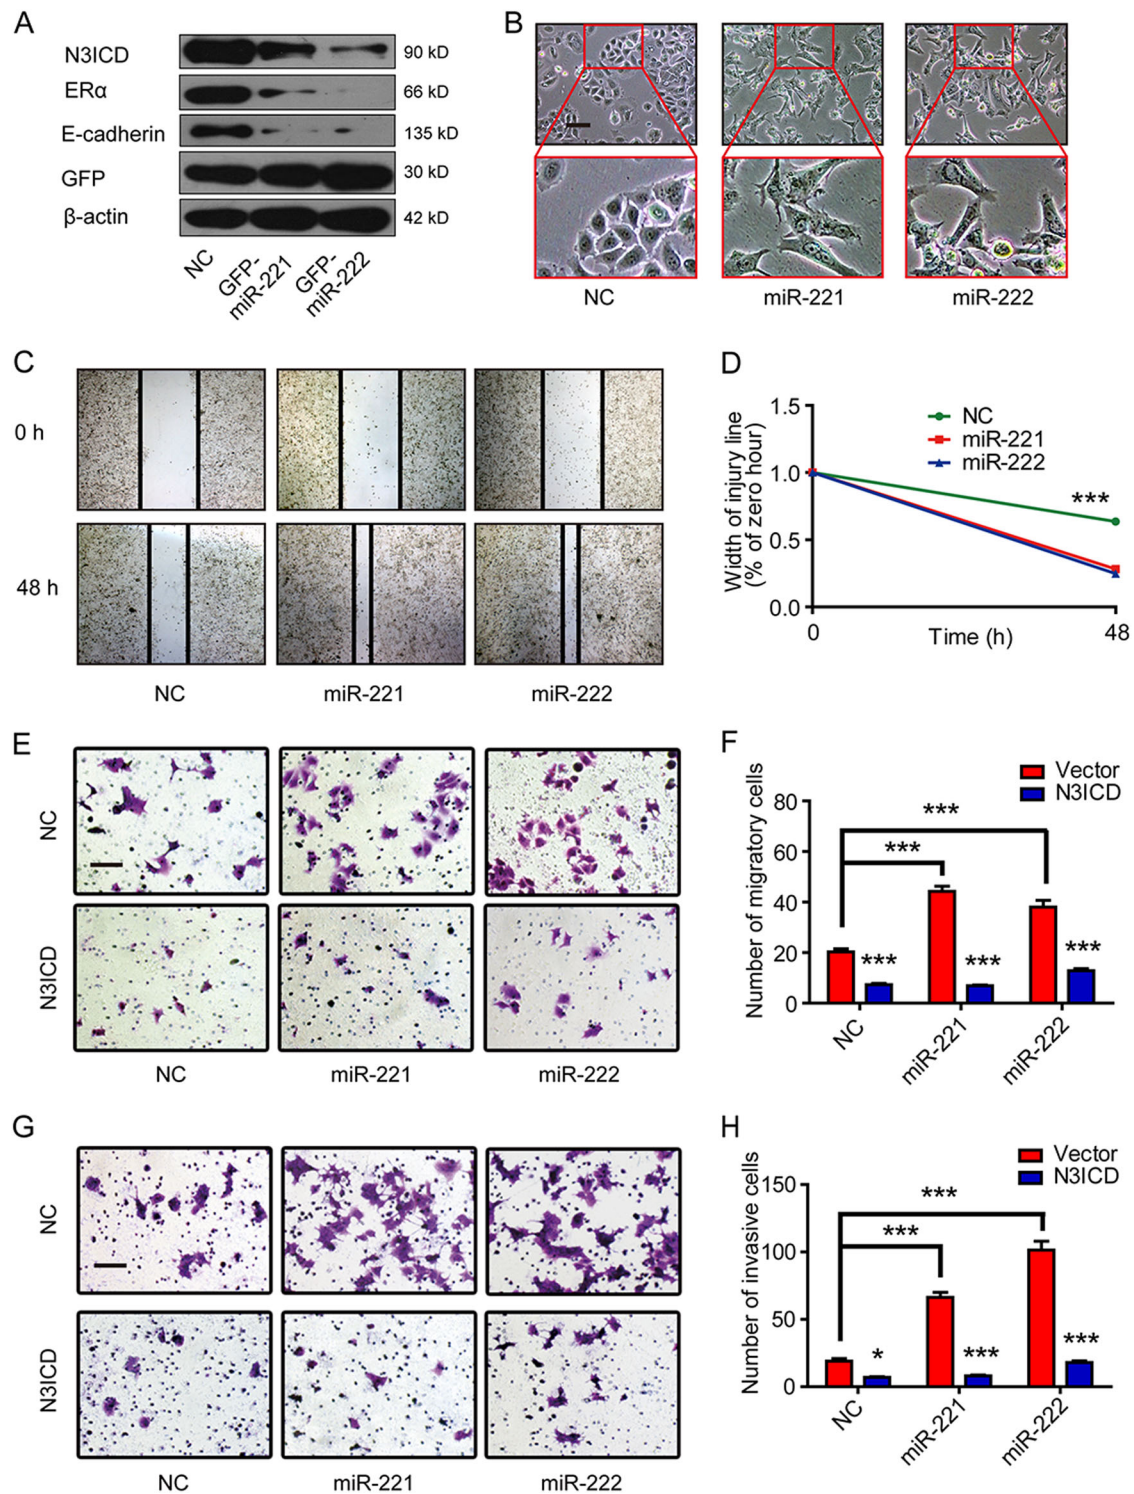 A
N3ICD
90 kD
ERα
66 kD
E-cadherin
135 kD
GFP
30 kD
β-actin
42 kD
NC
GFP-
miR-221
GFP-
miR-222
B
NC
miR-221
miR-222
C
0 h
48 h
NC
miR-221
miR-222
D
Width of injury line
(% of zero hour)
1.5
1.0
0.5
0.0
NC
miR-221
miR-222
***
0
48
Time (h)
E
NC
N3ICD
NC
miR-221
miR-222
F
Vector
N3ICD
Number of migratory cells
80
60
40
20
0
***
***
***
***
***
NC
miR-221
miR-222
G
NC
N3ICD
NC
miR-221
miR-222
H
Vector
N3ICD
Number of invasive cells
150
100
50
0
***
***
*
***
***
NC
miR-221
miR-222